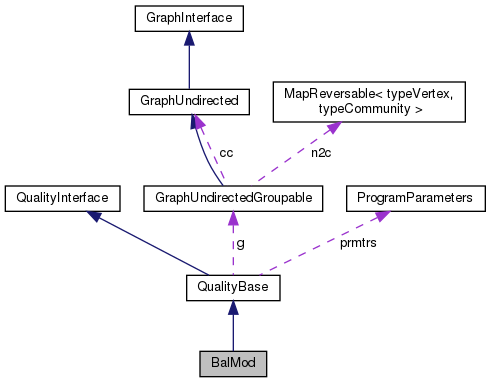 GraphInterface
GraphUndirected
MapReversable< typeVertex,
typeCommunity >
cc
n2c
QualityInterface
GraphUndirectedGroupable
ProgramParameters
g
prmtrs
QualityBase
BalMod